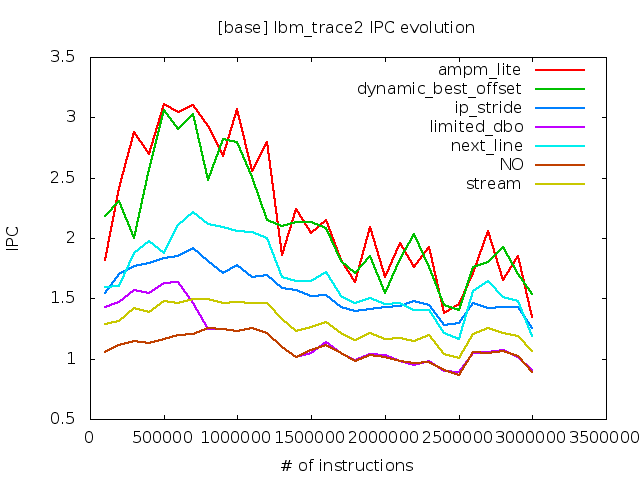 [base] lbm_trace2 IPC evolution
3.5
3
2.5
2
1.5
1
0.5
IPC
ampm_lite
dynamic_best_offset
ip_stride
limited_dbo
next_line
NO
stream
0 500000 1000000 1500000 2000000 2500000 3000000 3500000
# of instructions